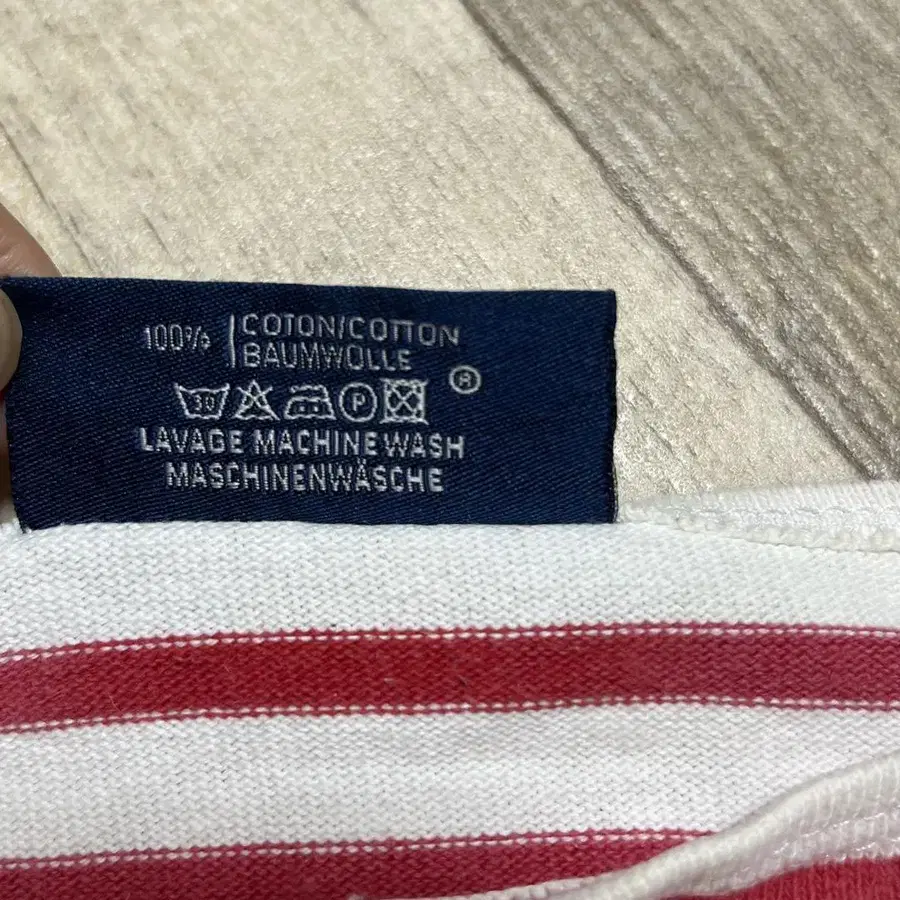 100% COTON/COTTON
BAUMWOLLE
30 P ®
LAVAGE MACHINE WASH
MASCHINENWÄSCHE